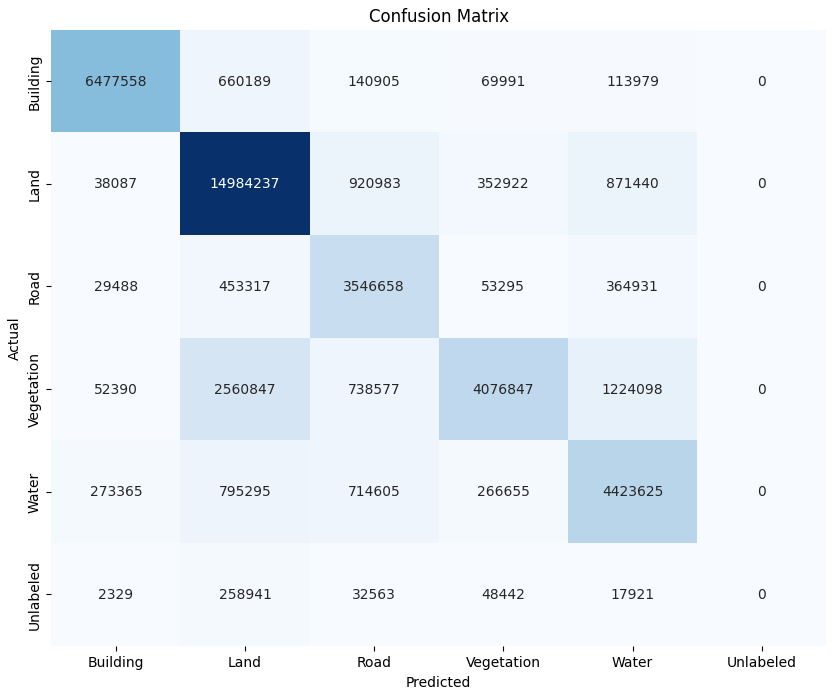 Confusion Matrix
Building 6477558 660189 140905 69991 113979 0
Land 38087 14984237 920983 352922 871440 0
Road 29488 453317 3546658 53295 364931 0
Vegetation 52390 2560847 738577 4076847 1224098 0
Water 273365 795295 714605 266655 4423625 0
Unlabeled 2329 258941 32563 48442 17921 0
Actual
Building Land Road Vegetation Water Unlabeled
Predicted